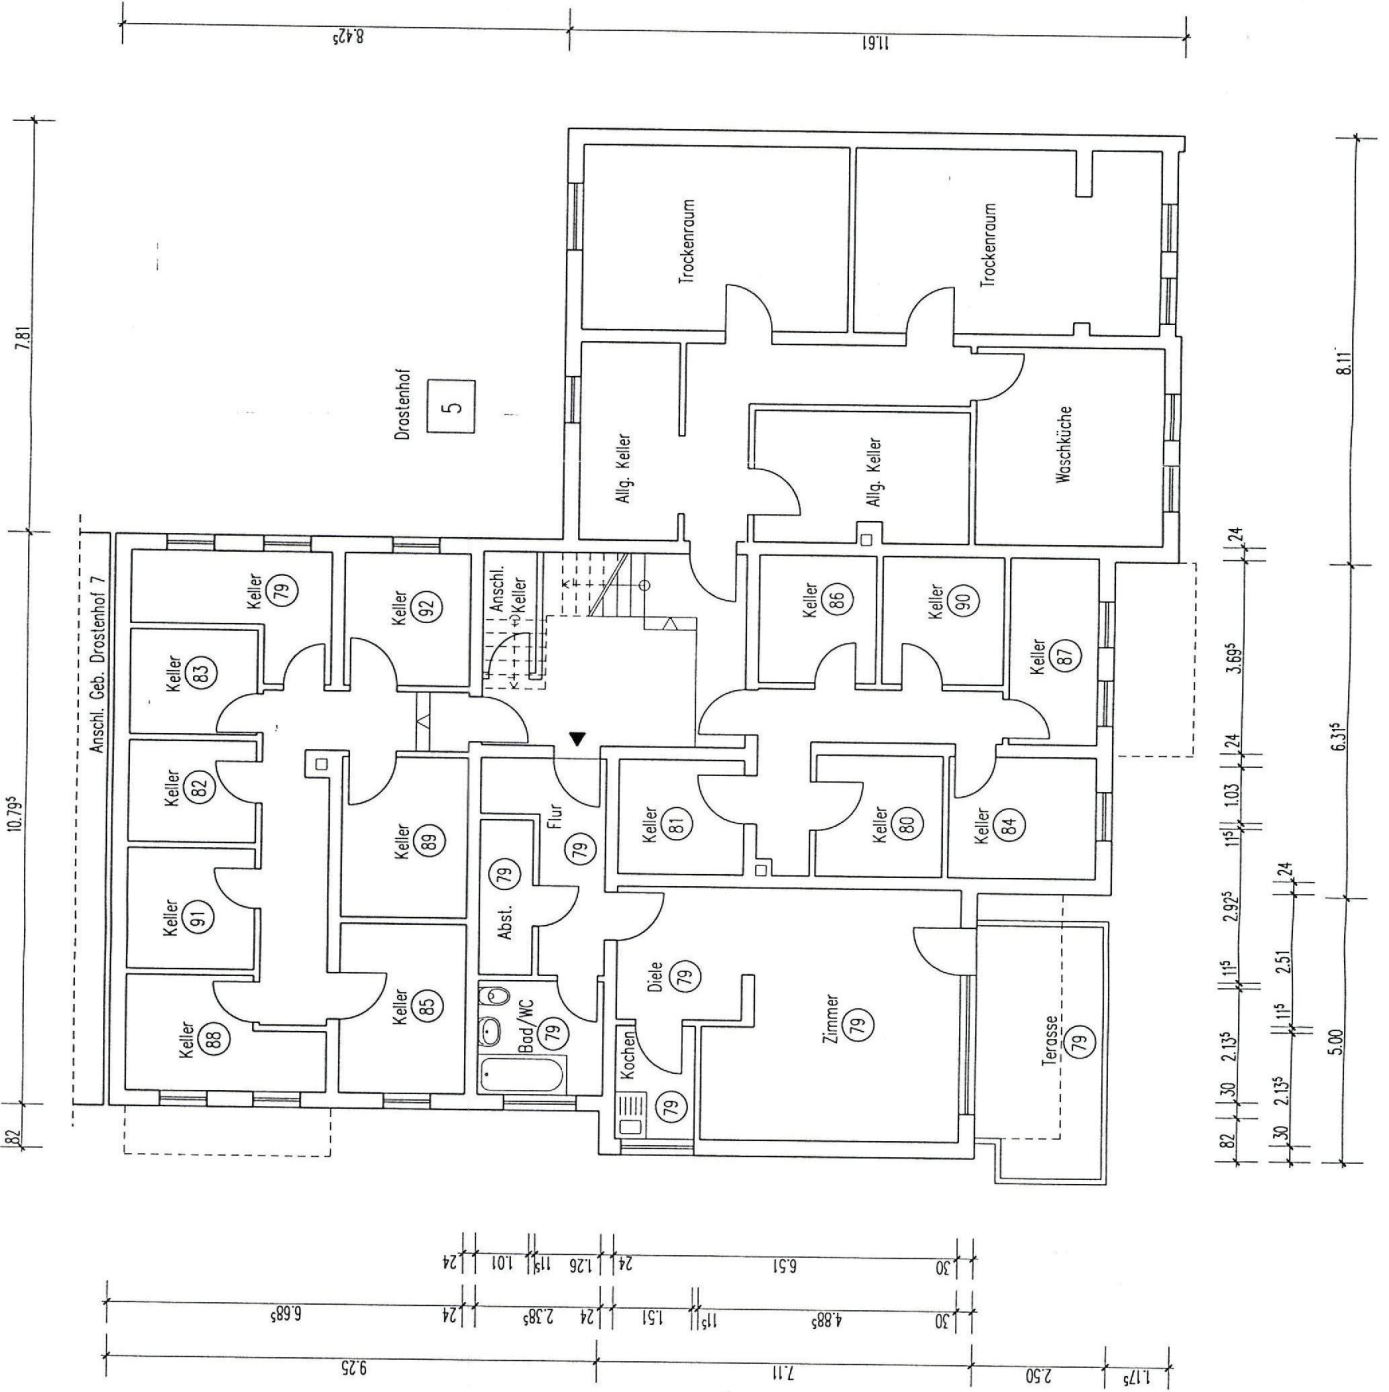 8.42⁵
11.61
7.81
10.79⁵
82
Drostenhof
5
Anschl. Geb. Drostenhof 7
Trockenraum
Trockenraum
Allg. Keller
Allg. Keller
Waschküche
Keller
79
Keller
92
Anschl.
Keller
Keller
83
Keller
82
Keller
91
Keller
88
Keller
89
Keller
85
Keller
86
Keller
90
Keller
87
Keller
81
Keller
80
Keller
84
Flur
79
Abst.
79
Bad/WC
79
Diele
79
Kochen
79
Zimmer
79
Terasse
79
8.11
6.31⁵
5.00
24
3.69⁵
24
1.03
11⁵
2.92⁵
11⁵
2.13⁵
30
82
24
2.51
11⁵
2.13⁵
30
24
1.01
11⁵
1.26
24
6.51
30
6.68⁵
24
2.38⁵
24
1.51
11⁵
4.88⁵
30
9.25
7.11
2.50
1.17⁵